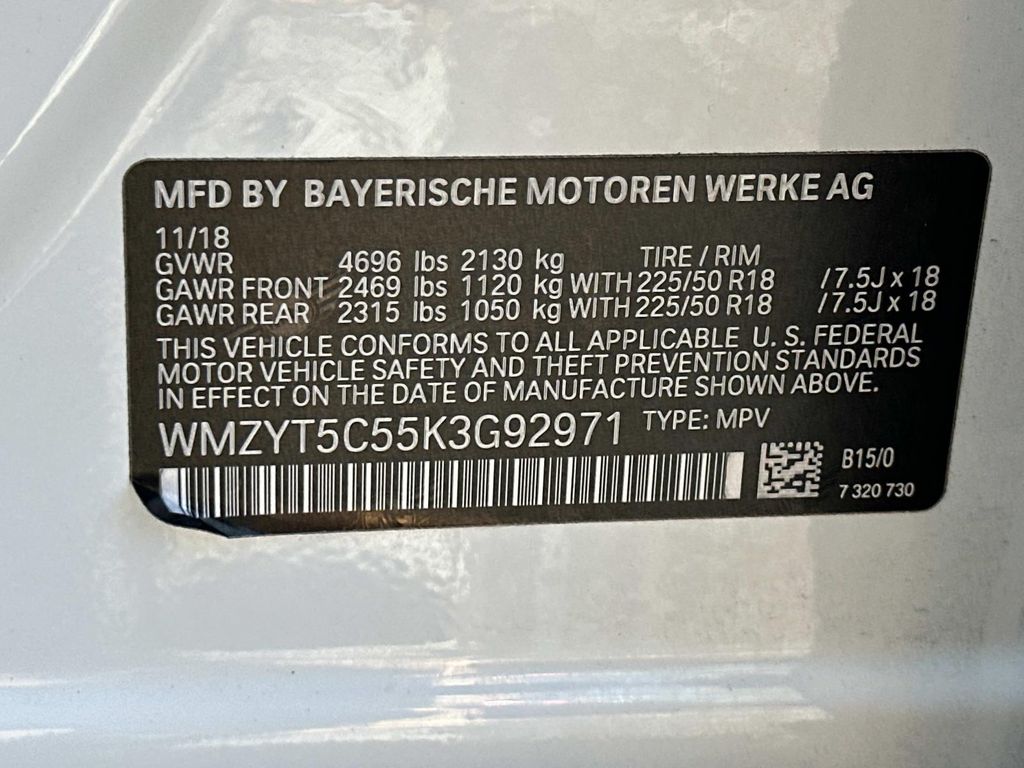 MFD BY BAYERISCHE MOTOREN WERKE AG
11/18
GVWR 4696 lbs 2130 kg TIRE / RIM
GAWR FRONT 2469 lbs 1120 kg WITH 225/50 R18 /7.5J x 18
GAWR REAR 2315 lbs 1050 kg WITH 225/50 R18 /7.5J x 18
THIS VEHICLE CONFORMS TO ALL APPLICABLE U. S. FEDERAL
MOTOR VEHICLE SAFETY AND THEFT PREVENTION STANDARDS
IN EFFECT ON THE DATE OF MANUFACTURE SHOWN ABOVE.
WMZYT5C55K3G92971 TYPE: MPV
B15/0
7 320 730